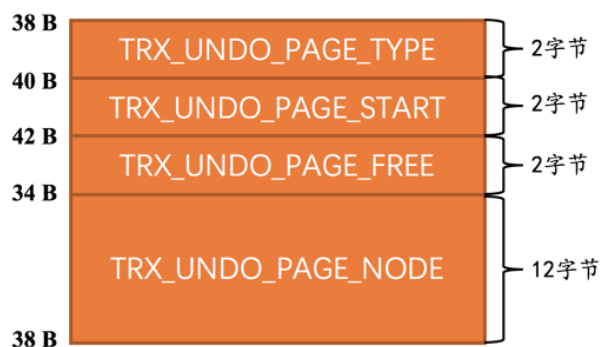 38 B
TRX_UNDO_PAGE_TYPE 2字节
40 B
TRX_UNDO_PAGE_START 2字节
42 B
TRX_UNDO_PAGE_FREE 2字节
34 B
TRX_UNDO_PAGE_NODE 12字节
38 B